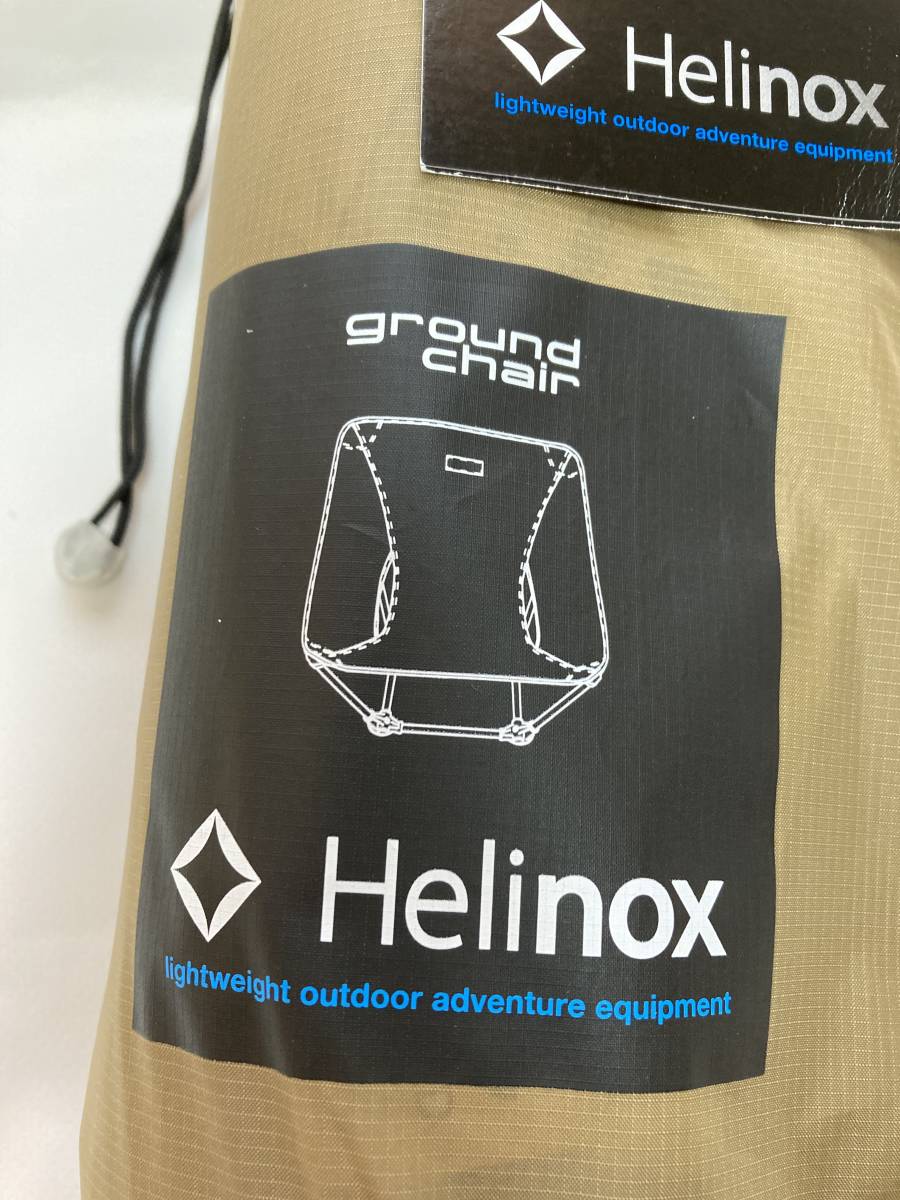 Helinox
lightweight outdoor adventure equipment
ground
chair
Helinox
lightweight outdoor adventure equipment